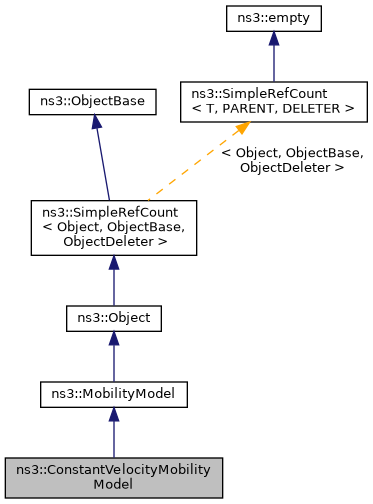 ns3::empty
ns3::SimpleRefCount
< T, PARENT, DELETER >
ns3::ObjectBase
< Object, ObjectBase,
ObjectDeleter >
ns3::SimpleRefCount
< Object, ObjectBase,
ObjectDeleter >
ns3::Object
ns3::MobilityModel
ns3::ConstantVelocityMobility
Model